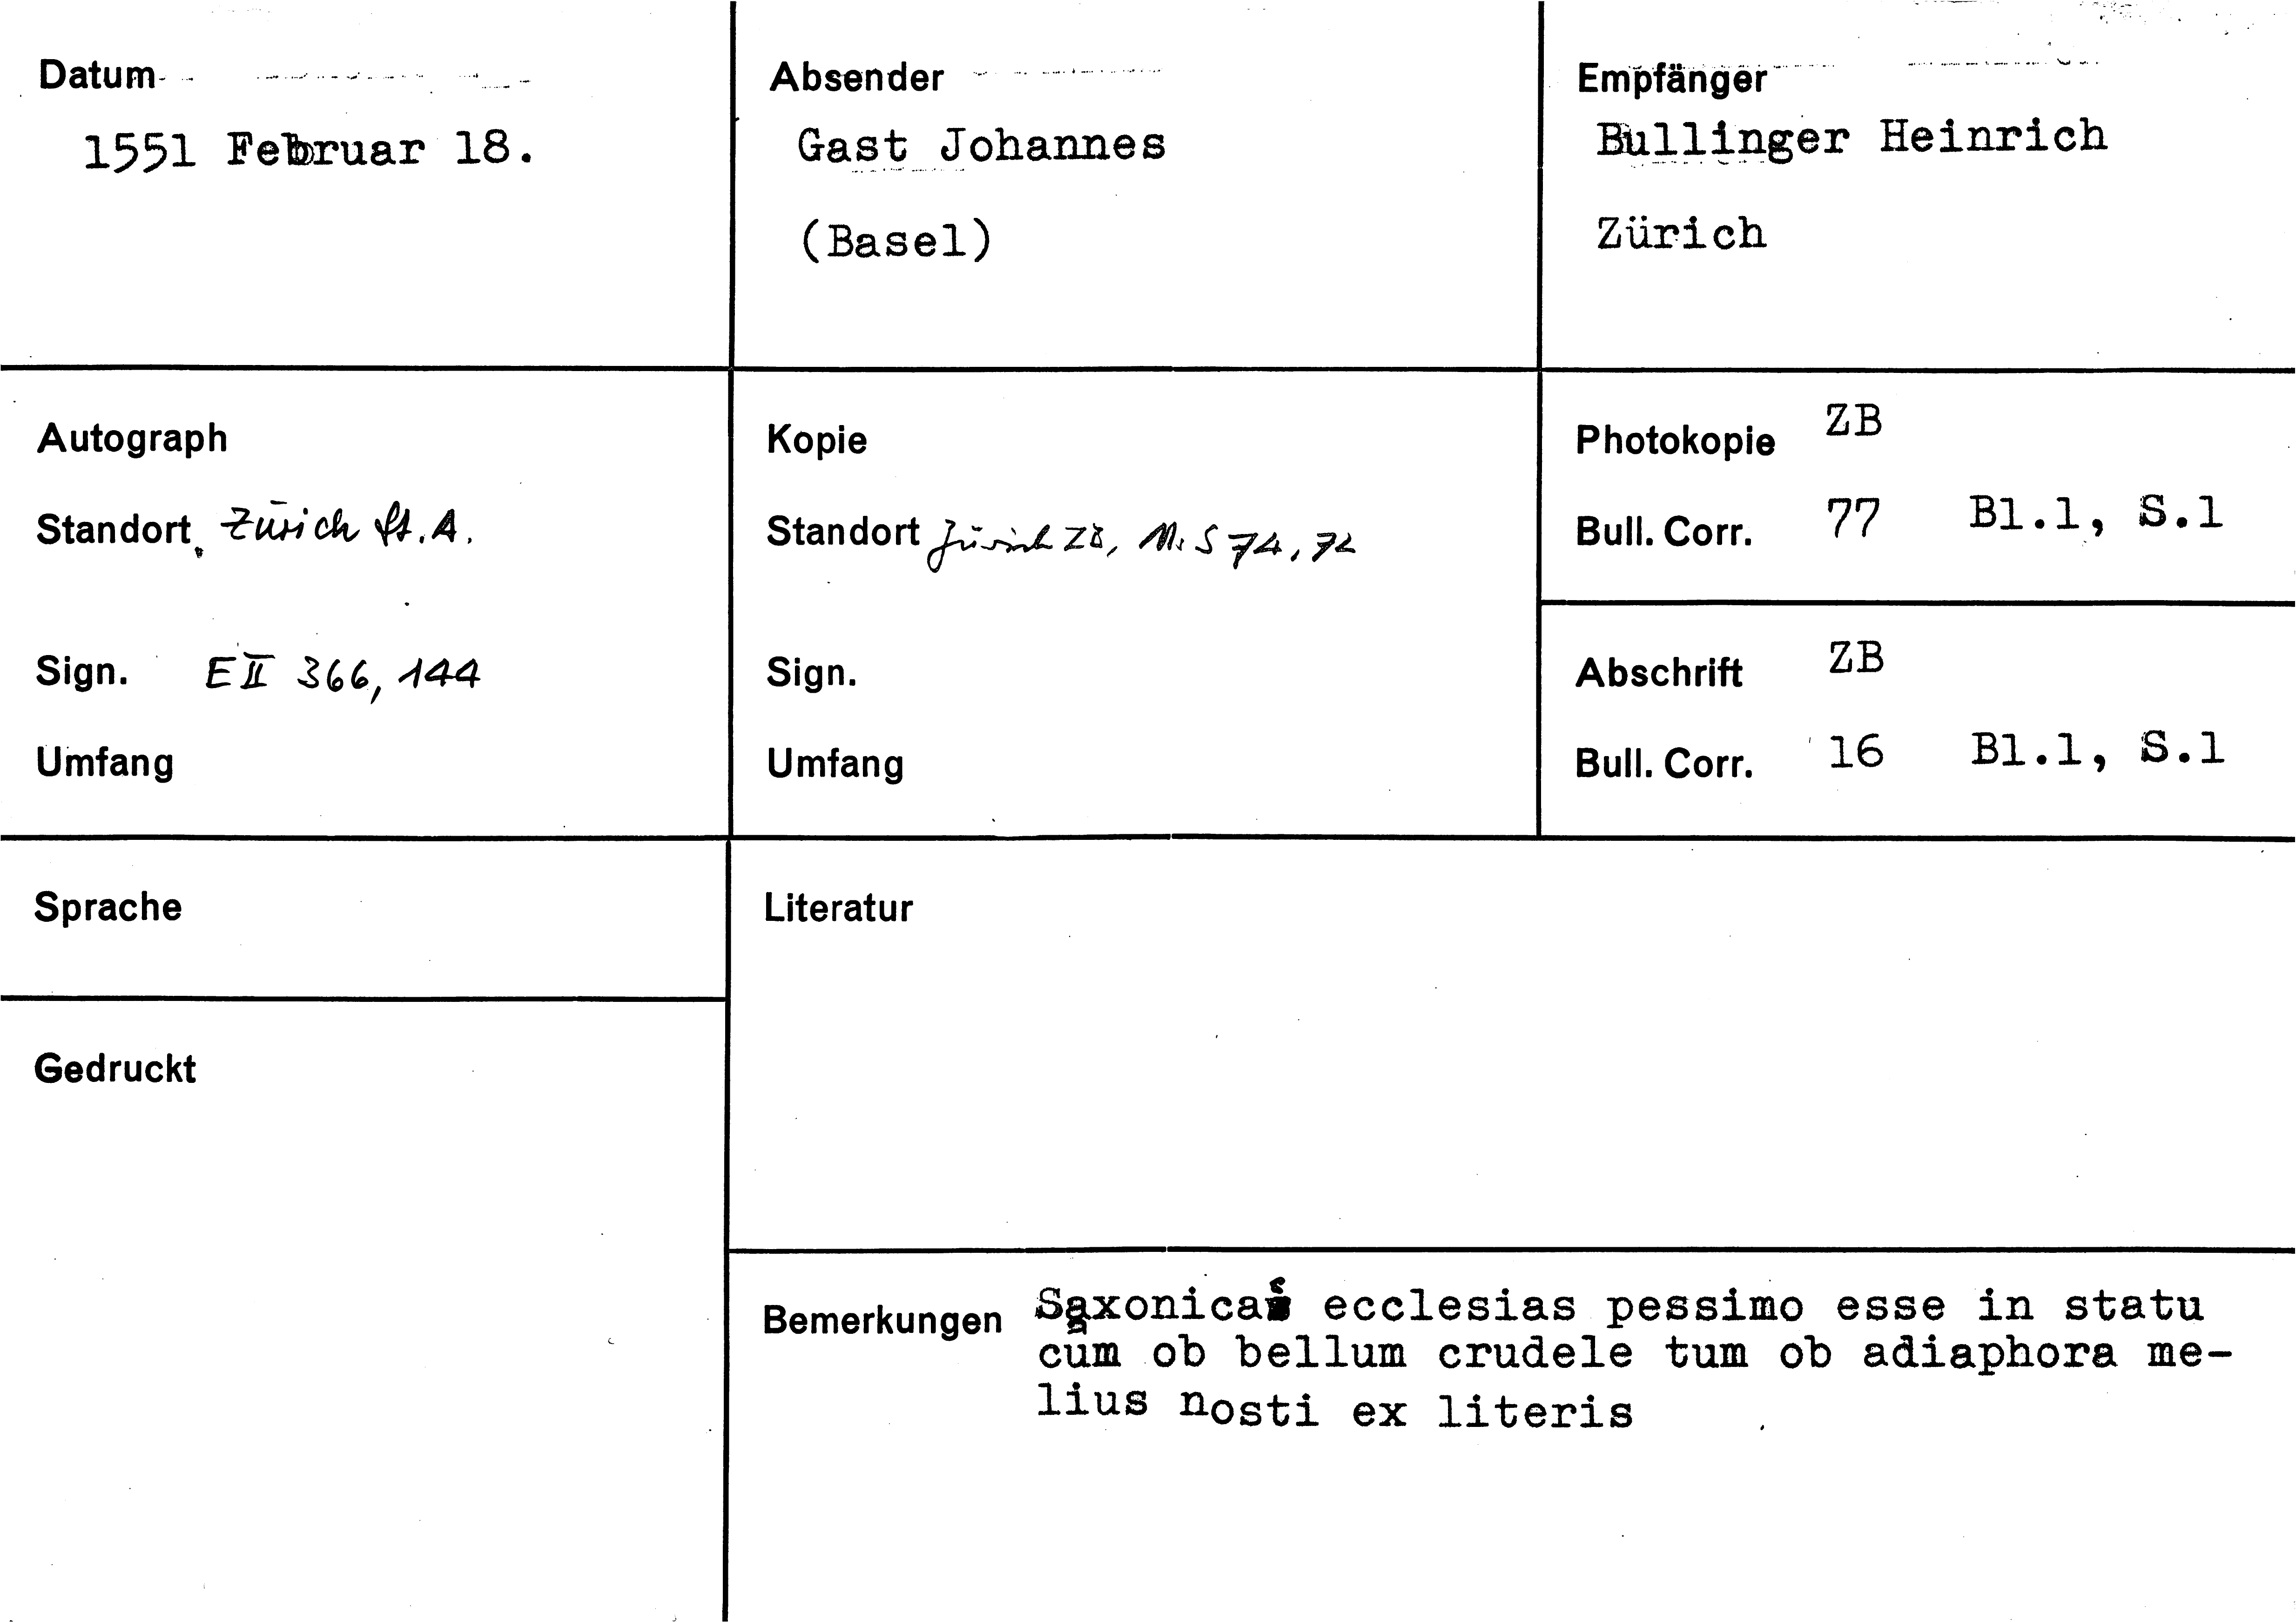 Datum
1551 Februar 18.
Absender
Gast Johannes
(Basel)
Empfänger
Bullinger Heinrich
Zürich
Autograph
Standort Zürich St.A.
Sign. E II 366, 144
Umfang
Kopie
Standort Zürich ZB, Ms S 74, 72
Sign.
Umfang
Photokopie ZB
Bull. Corr. 77 Bl.1, S.1
Abschrift ZB
Bull. Corr. 16 Bl.1, S.1
Sprache
Gedruckt
Literatur
Bemerkungen Saxonicas ecclesias pessimo esse in statu
cum ob bellum crudele tum ob adiaphora me-
lius nosti ex literis